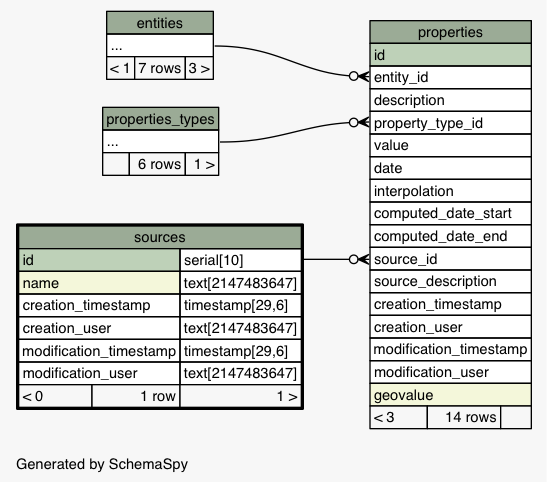 entities
...
< 1 7 rows 3 >
properties_types
...
6 rows 1 >
sources
id serial[10]
name text[2147483647]
creation_timestamp timestamp[29,6]
creation_user text[2147483647]
modification_timestamp timestamp[29,6]
modification_user text[2147483647]
< 0 1 row 1 >
properties
id
entity_id
description
property_type_id
value
date
interpolation
computed_date_start
computed_date_end
source_id
source_description
creation_timestamp
creation_user
modification_timestamp
modification_user
geovalue
< 3 14 rows
Generated by SchemaSpy